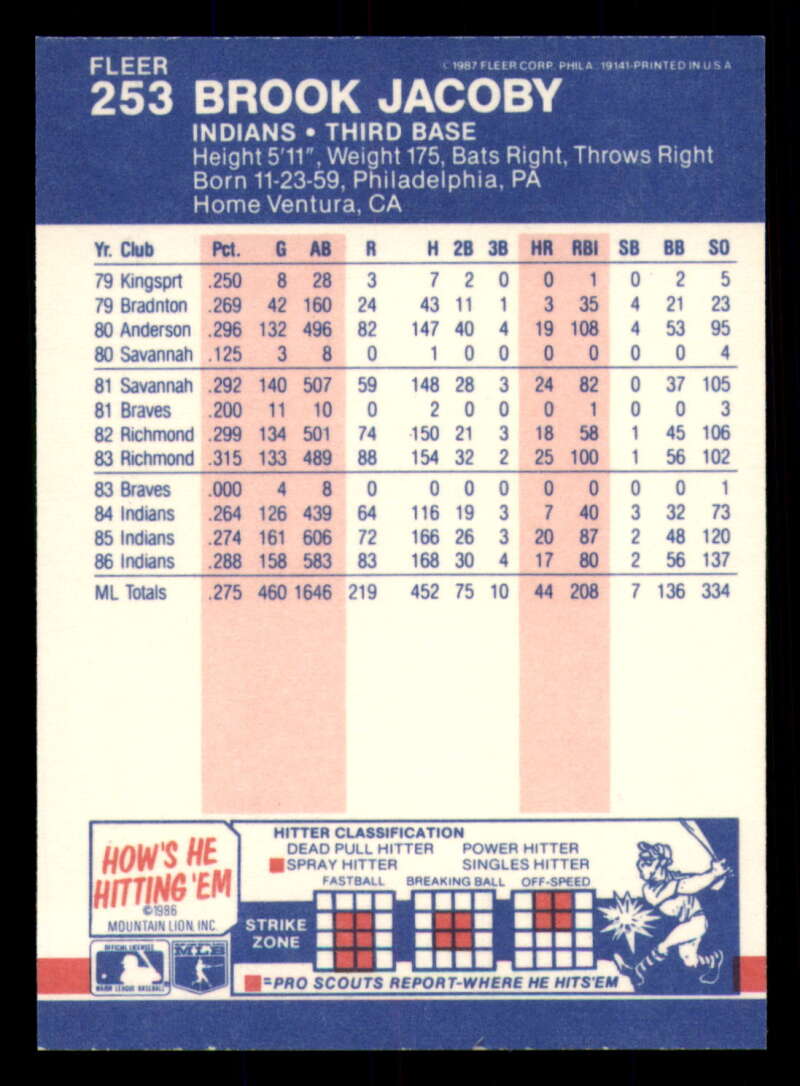 FLEER
©1987 FLEER CORP. PHILA. 19141-PRINTED IN U.S.A
253 BROOK JACOBY
INDIANS • THIRD BASE
Height 5'11", Weight 175, Bats Right, Throws Right
Born 11-23-59, Philadelphia, PA
Home Ventura, CA
Yr. Club Pct. G AB R H 2B 3B HR RBI SB BB SO
79 Kingsprt .250 8 28 3 7 2 0 0 1 0 2 5
79 Bradnton .269 42 160 24 43 11 1 3 35 4 21 23
80 Anderson .296 132 496 82 147 40 4 19 108 4 53 95
80 Savannah .125 3 8 0 1 0 0 0 0 0 0 4
81 Savannah .292 140 507 59 148 28 3 24 82 0 37 105
81 Braves .200 11 10 0 2 0 0 0 1 0 0 3
82 Richmond .299 134 501 74 150 21 3 18 58 1 45 106
83 Richmond .315 133 489 88 154 32 2 25 100 1 56 102
83 Braves .000 4 8 0 0 0 0 0 0 0 0 1
84 Indians .264 126 439 64 116 19 3 7 40 3 32 73
85 Indians .274 161 606 72 166 26 3 20 87 2 48 120
86 Indians .288 158 583 83 168 30 4 17 80 2 56 137
ML Totals .275 460 1646 219 452 75 10 44 208 7 136 334
HOW'S HE
HITTING 'EM
©1986
MOUNTAIN LION, INC.
OFFICIAL LICENSEE
MAJOR LEAGUE BASEBALL
MLB
HITTER CLASSIFICATION
DEAD PULL HITTER POWER HITTER
SPRAY HITTER SINGLES HITTER
FASTBALL BREAKING BALL OFF-SPEED
STRIKE
ZONE
=PRO SCOUTS REPORT-WHERE HE HITS'EM